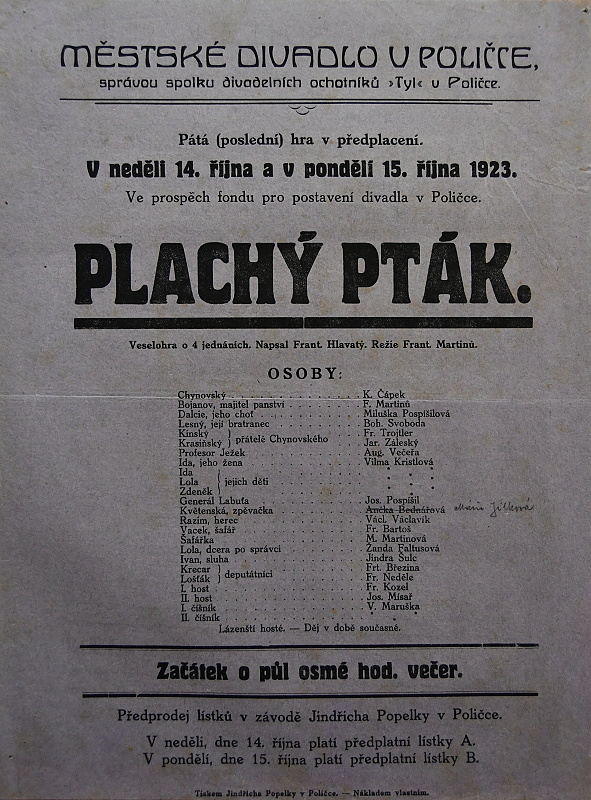 MĚSTSKÉ DIVADLO V POLIČCE,
správou spolku divadelních ochotníků »Tyl« v Poličce.
Pátá (poslední) hra v předplacení.
V neděli 14. října a v pondělí 15. října 1923.
Ve prospěch fondu pro postavení divadla v Poličce.
PLACHÝ PTÁK.
Veselohra o 4 jednáních. Napsal Frant. Hlavatý. Režie Frant. Martinů.
OSOBY:
Chynovský . . . . . . . . . . K. Čápek
Bojanov, majitel panství . . . . . . . F. Martinů
Dalcie, jeho choť . . . . . . . . . Miluška Pospíšilová
Lesný, její bratranec . . . . . . . . Boh. Svoboda
Kinský } přátelé Chynovského . . . . Fr. Trojtler
Krasiňský } Jar. Záleský
Profesor Ježek . . . . . . . . . . Aug. Večeřa
Ida, jeho žena . . . . . . . . . . Vilma Kristlová
Ida } . . .
Lola } jejich děti . . .
Zdeněk } . . .
Generál Labuťa . . . . . . . . . . Jos. Pospíšil
Květenská, zpěvačka . . . . . . . . Ančka Bednářová Marie Jílková
Razím, herec . . . . . . . . . . Václ. Václavík
Vacek, šafář . . . . . . . . . . Fr. Bartoš
Šafářka . . . . . . . . . . M. Martinová
Lola, dcera po správci . . . . . . . . Žanda Faltusová
Ivan, sluha . . . . . . . . . . Jindra Šulc
Krecar } deputátníci . . . . . . . Frt. Březina
Lošťák } Fr. Neděle
I. host . . . . . . . . . . Fr. Kozel
II. host . . . . . . . . . . Jos. Mísař
I. číšník . . . . . . . . . . V. Maruška
II. číšník . . . . . . . . . .
Lázeňští hosté. — Děj v době současné.
Začátek o půl osmé hod. večer.
Předprodej lístků v závodě Jindřicha Popelky v Poličce.
V neděli, dne 14. října platí předplatní lístky A.
V pondělí, dne 15. října platí předplatní lístky B.
Tiskem Jindřicha Popelky v Poličce. — Nákladem vlastním.